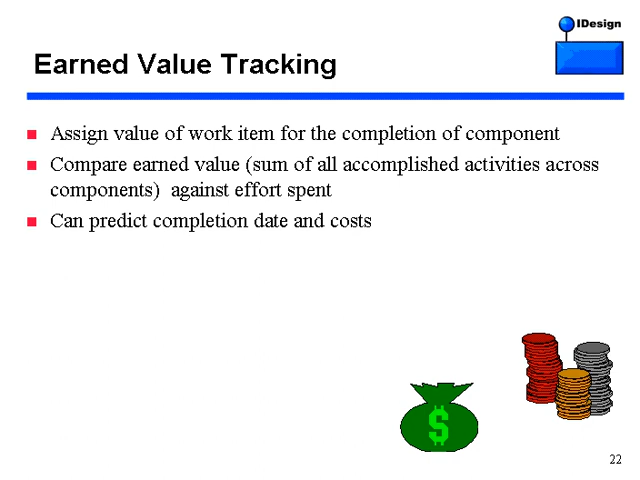 IDesign
Earned Value Tracking
Assign value of work item for the completion of component
Compare earned value (sum of all accomplished activities across
components) against effort spent
Can predict completion date and costs
$
22